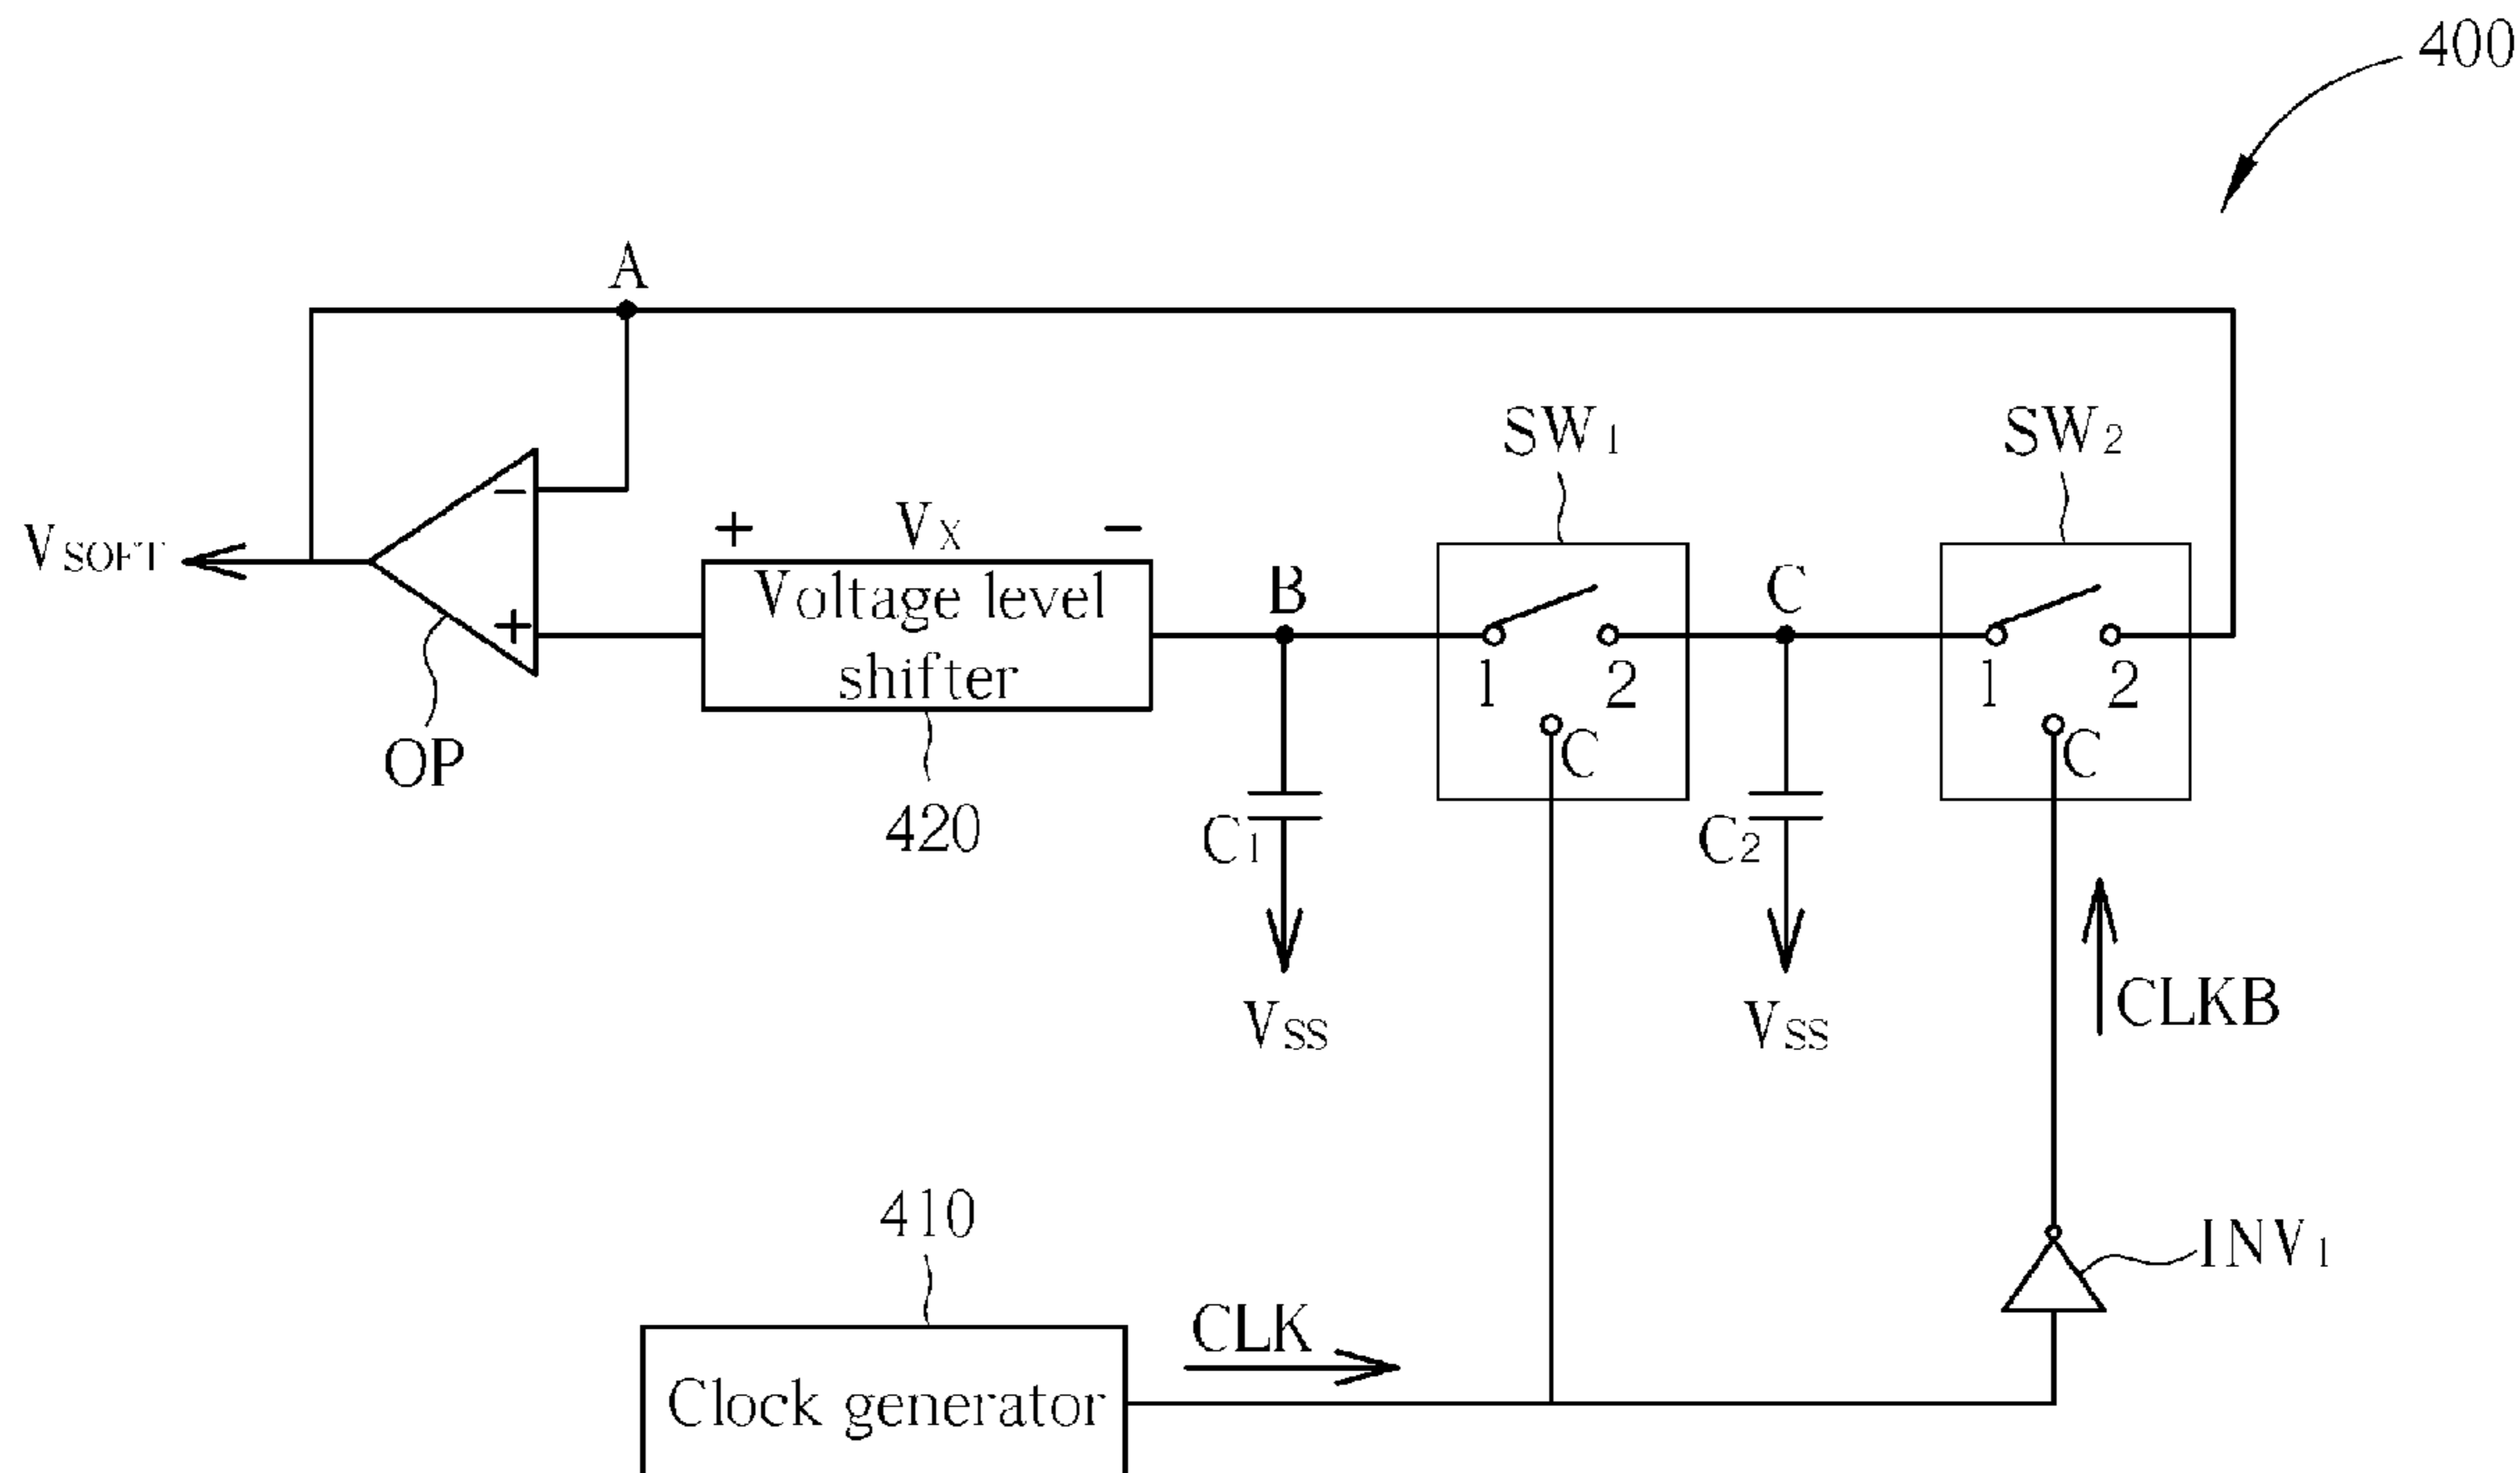 400
A
SW1
SW2
+ VX −
VSOFT
−
+
Voltage level
shifter
B
C
1 2
C
1 2
C
OP
420
C1
C2
VSS
VSS
CLKB
410
INV1
CLK
Clock generator